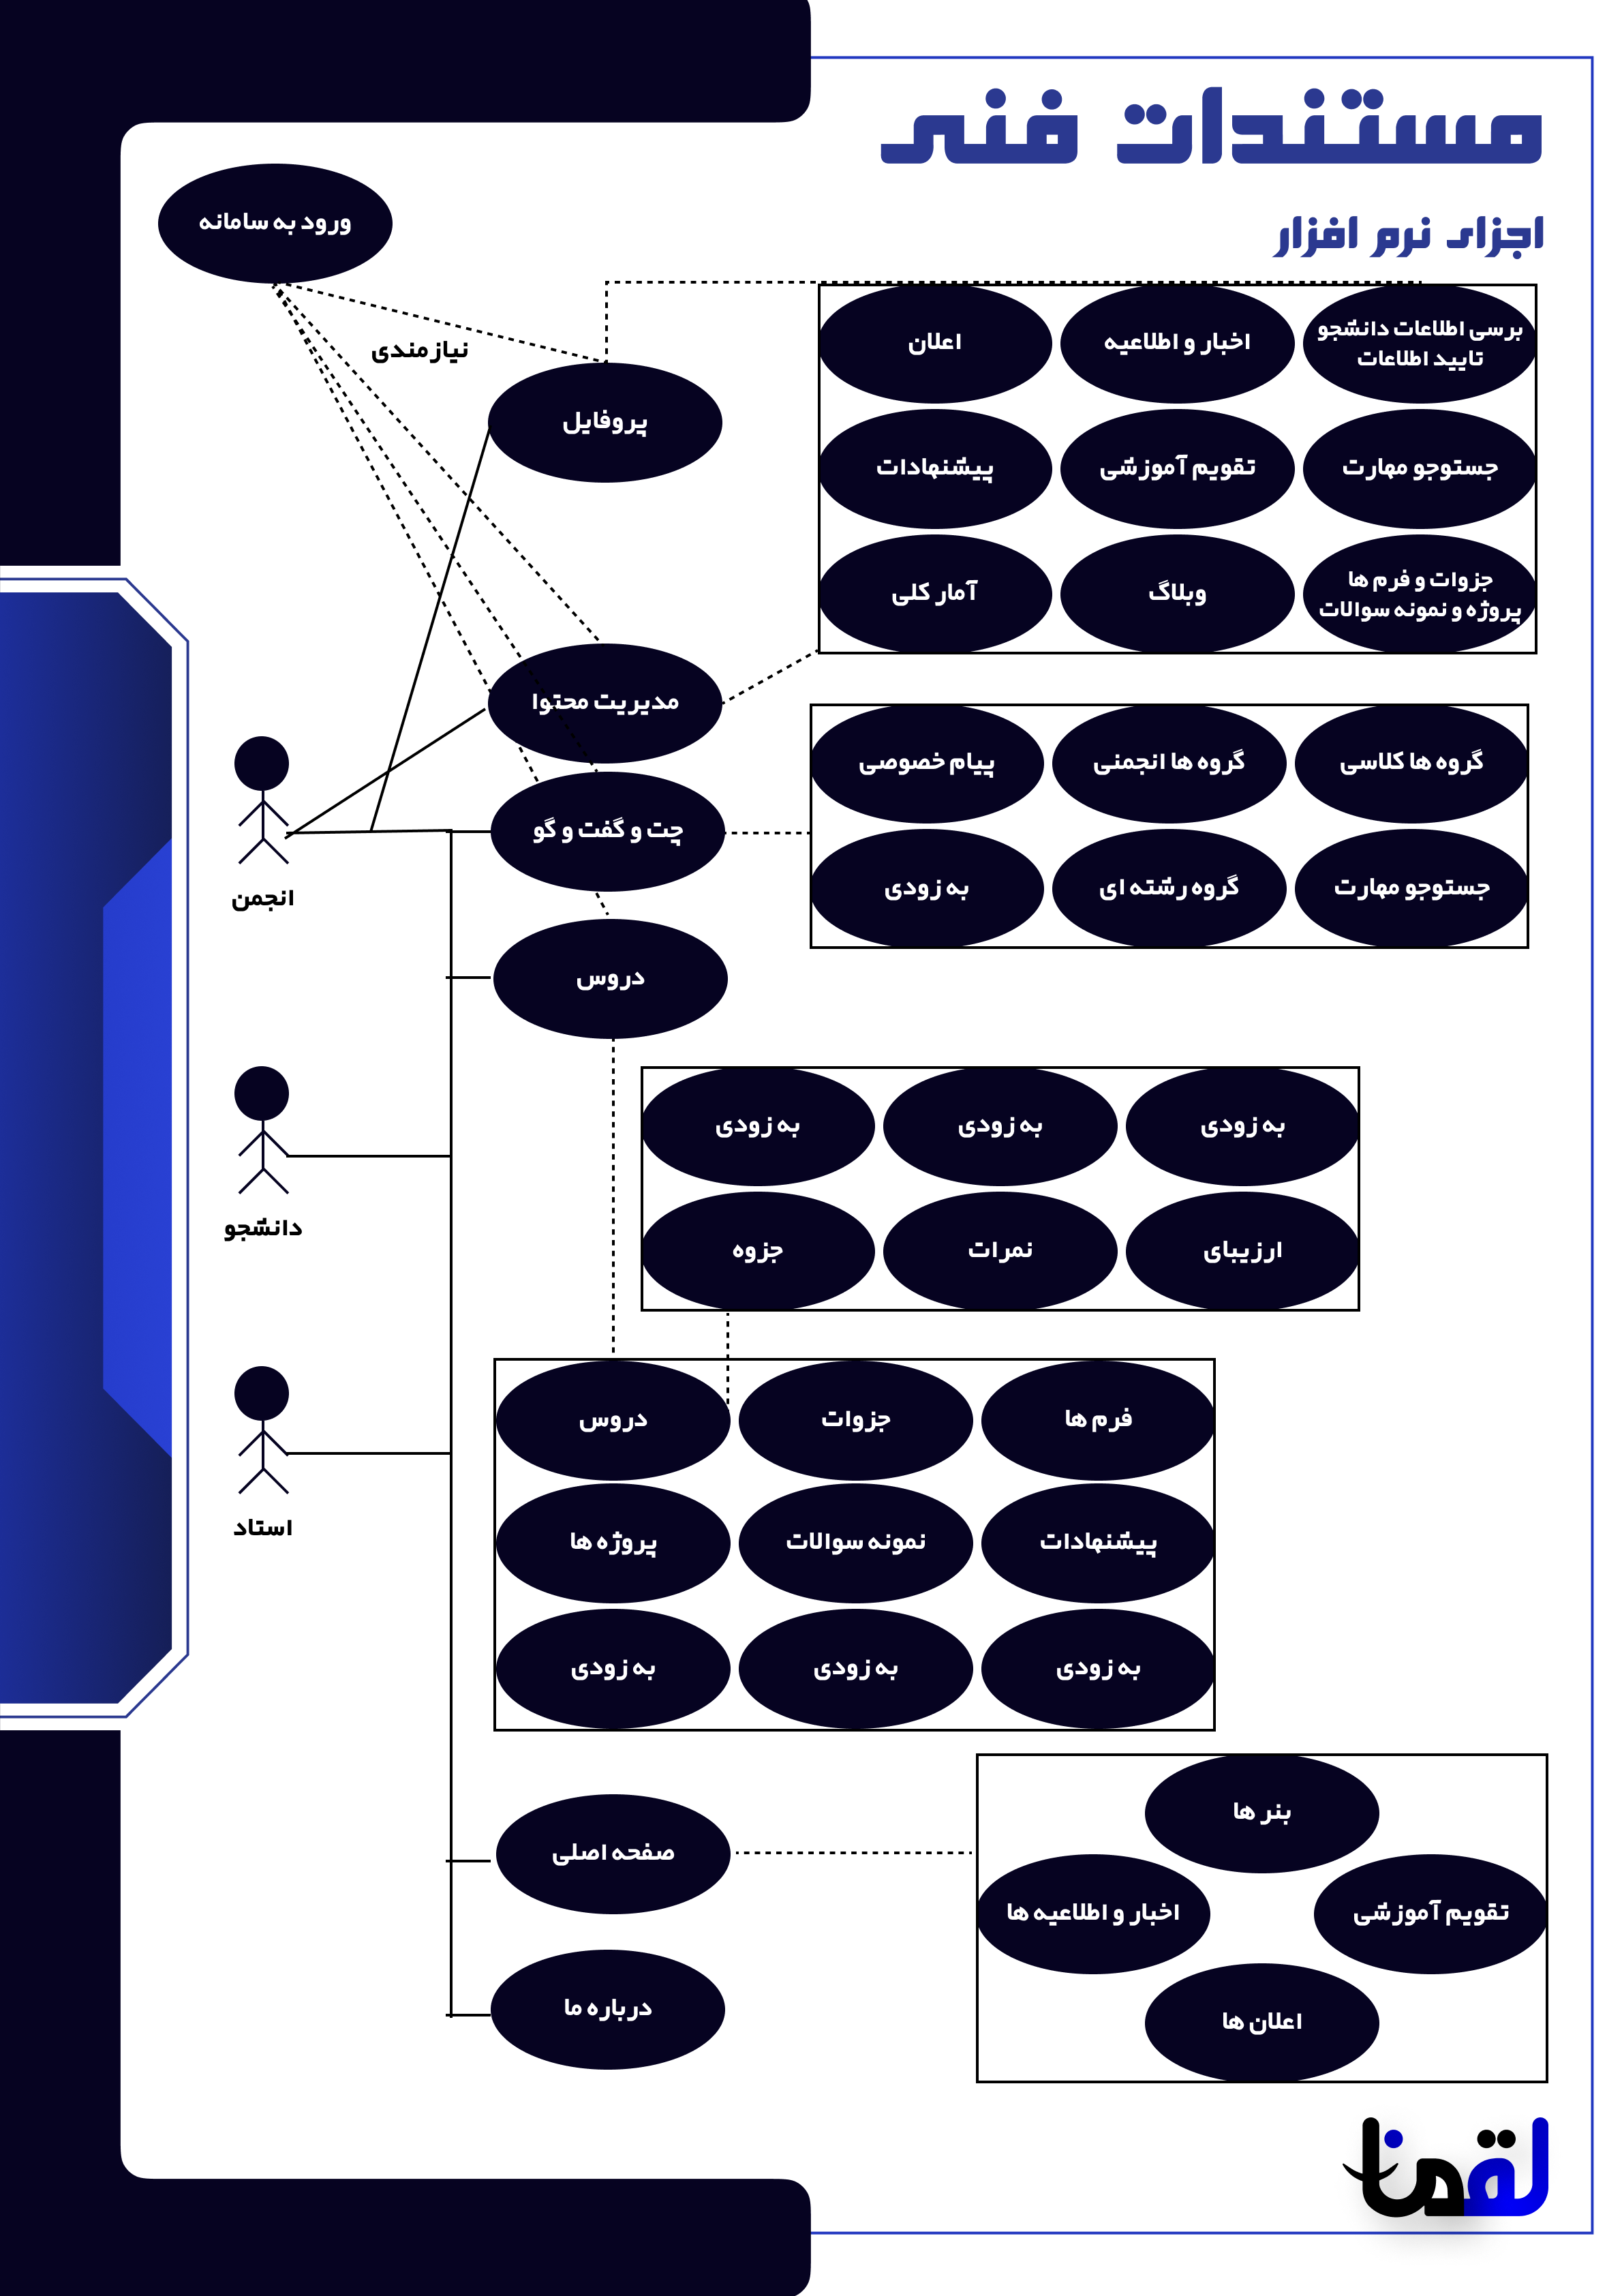 مستندات فنی
اجزای نرم افزار
ورود به سامانه
نیازمندی
پروفایل
برسی اطلاعات دانشجو
تایید اطلاعات
اخبار و اطلاعیه
اعلان
جستوجو مهارت
تقویم آموزشی
پیشنهادات
جزوات و فرم ها
پروژه و نمونه سوالات
وبلاگ
آمار کلی
مدیریت محتوا
گروه ها کلاسی
گروه ها انجمنی
پیام خصوصی
چت و گفت و گو
جستوجو مهارت
گروه رشته ای
به زودی
انجمن
دروس
به زودی
به زودی
به زودی
ارزیبای
نمرات
جزوه
دانشجو
فرم ها
جزوات
دروس
پیشنهادات
نمونه سوالات
پروژه ها
به زودی
به زودی
به زودی
استاد
صفحه اصلی
بنر ها
تقویم آموزشی
اخبار و اطلاعیه ها
اعلان ها
درباره ما
لقمان